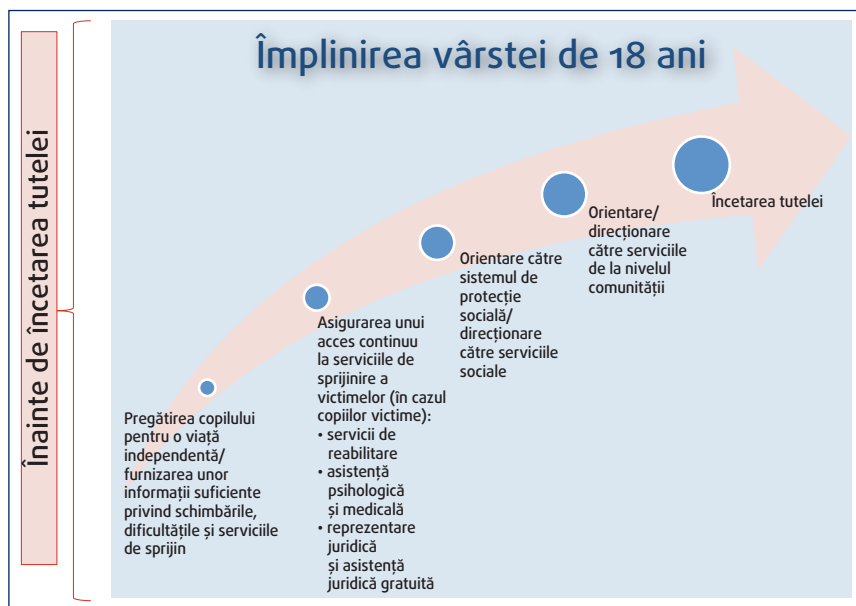 Împlinirea vârstei de 18 ani
Înainte de încetarea tutelei
Pregătirea copilului
pentru o viață
independentă/
furnizarea unor
informații suficiente
privind schimbările,
dificultățile și serviciile
de sprijin
Asigurarea unui
acces continuu
la serviciile de
sprijinire a
victimelor (în cazul
copiilor victime):
• servicii de
reabilitare
• asistență
psihologică
și medicală
• reprezentare
juridică
și asistență
juridică gratuită
Orientare către
sistemul de
protecție
socială/
direcționare
către serviciile
sociale
Orientare/
direcționare
către serviciile
de la nivelul
comunității
Încetarea tutelei